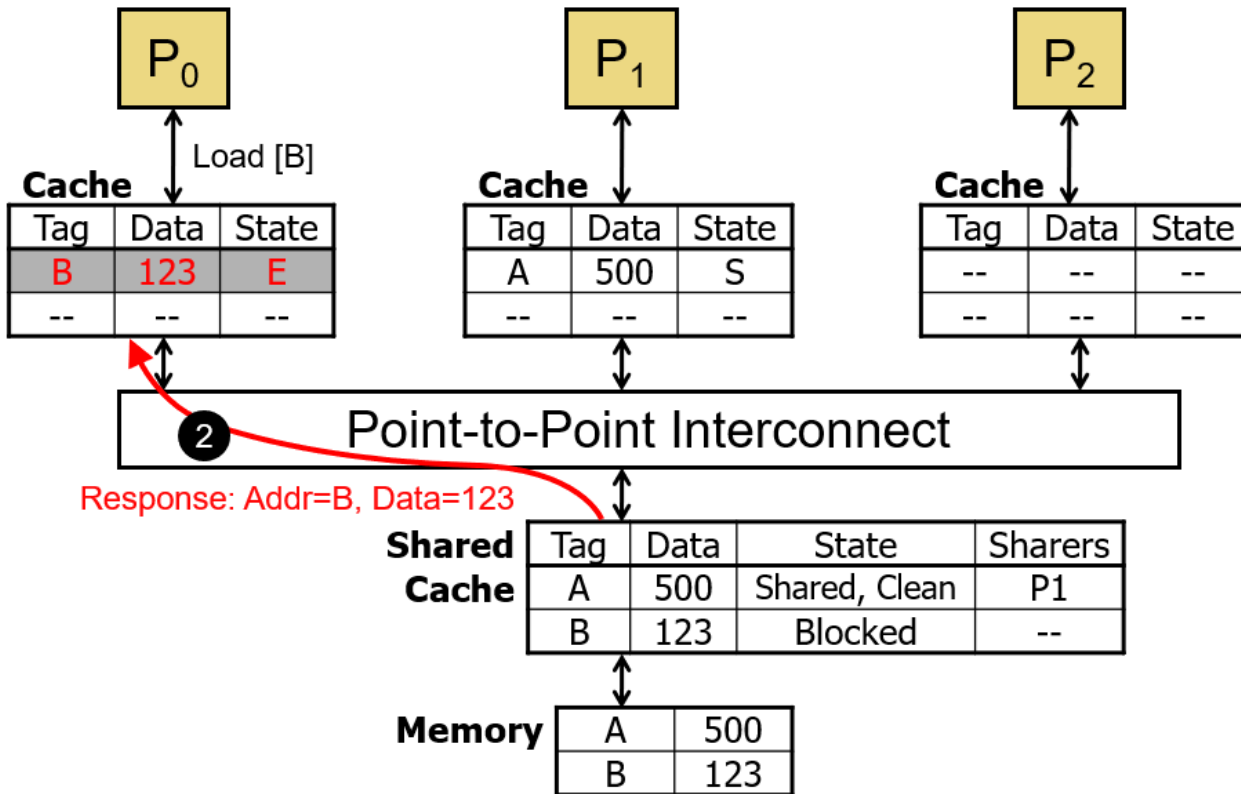 P0 P1 P2
Load [B]
Cache Cache Cache
Tag Data State Tag Data State Tag Data State
B 123 E A 500 S -- -- --
-- -- -- -- -- -- -- -- --
2 Point-to-Point Interconnect
Response: Addr=B, Data=123
Shared Tag Data State Sharers
Cache A 500 Shared, Clean P1
B 123 Blocked --
Memory A 500
B 123